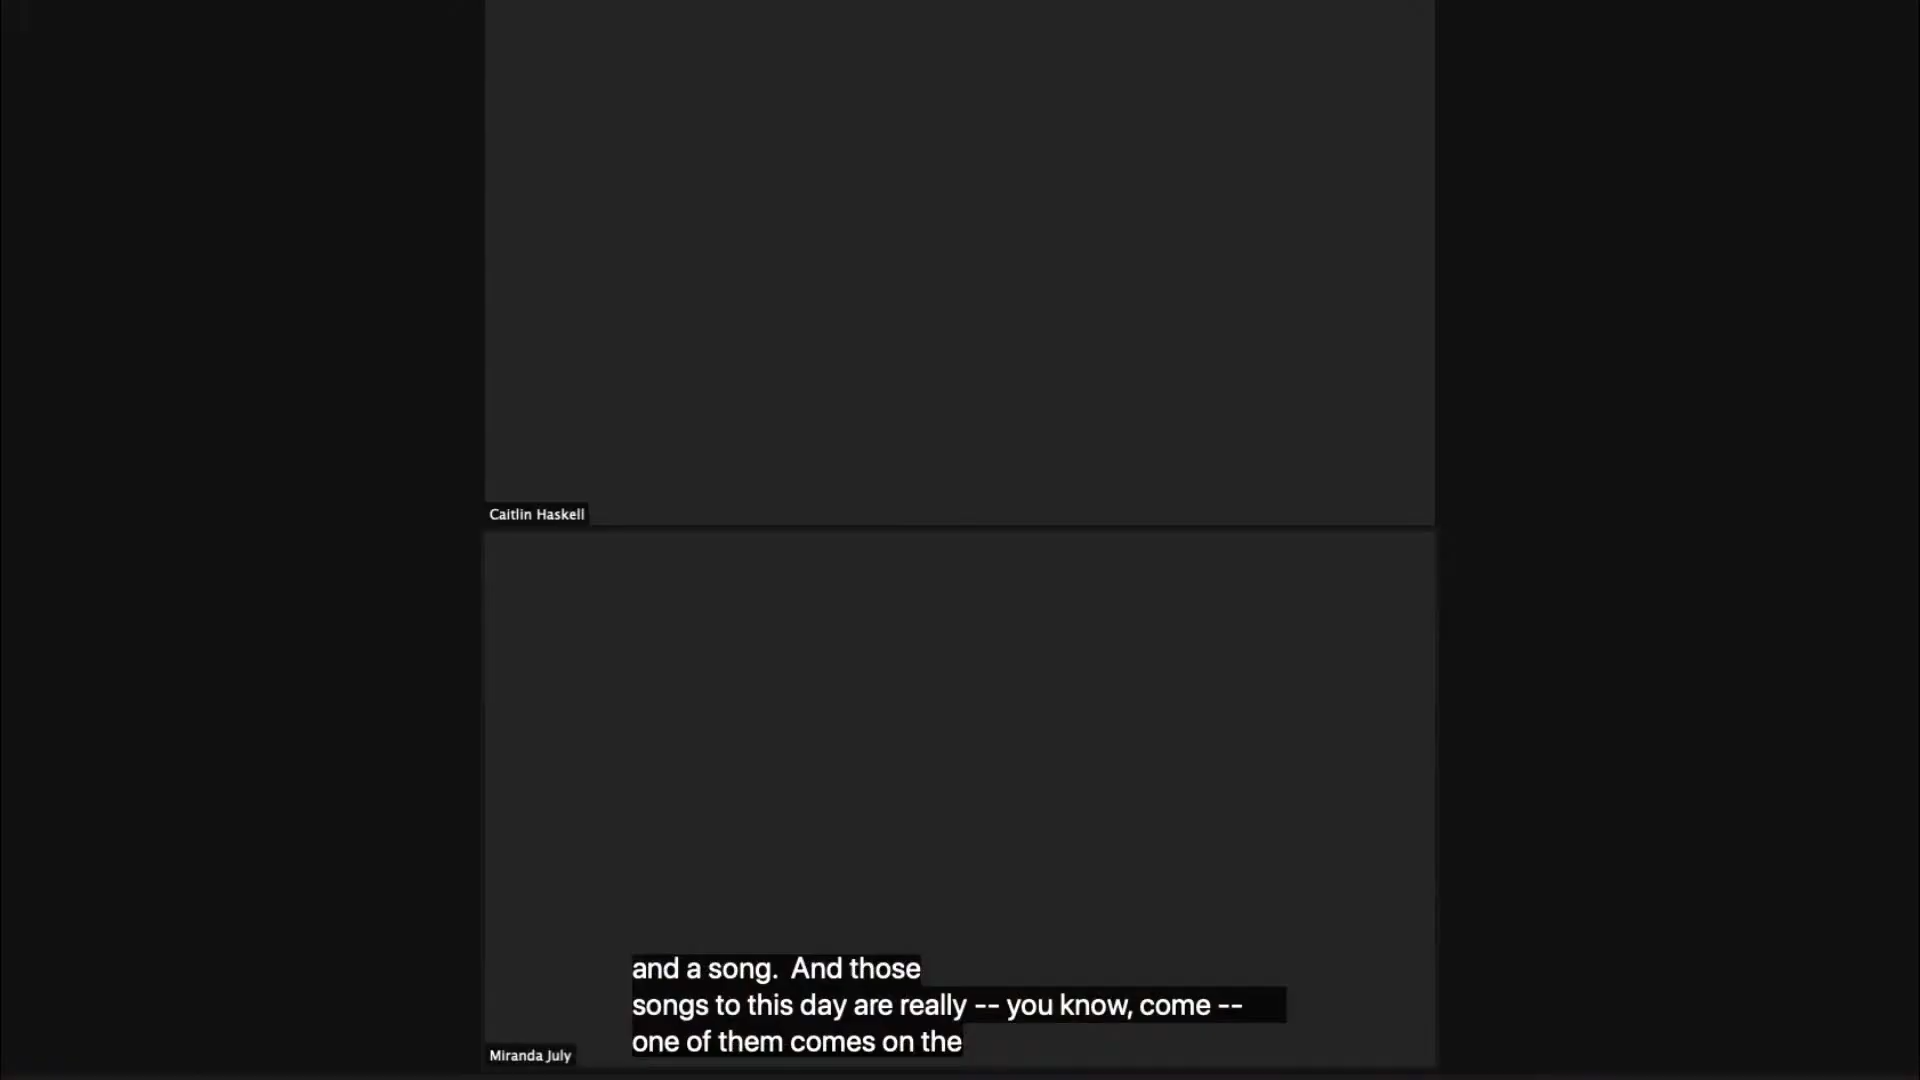 Caitlin Haskell
and a song.  And those
songs to this day are really -- you know, come --
one of them comes on the
Miranda July